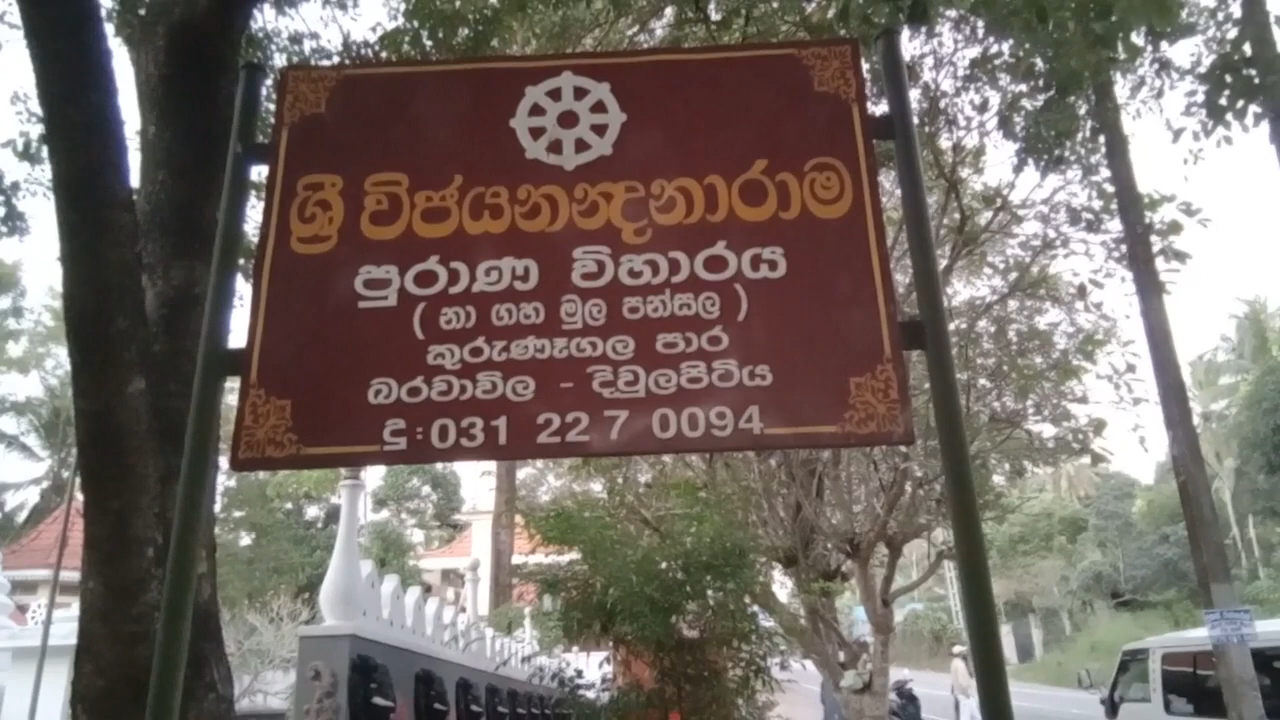 ශ්‍රී විජයනන්දනාරාම
පුරාණ විහාරය
( නා ගහ මුල පන්සල )
කුරුණෑගල පාර
බරවාවිල - දිවුලපිටිය
දු : 031 22 7 0094